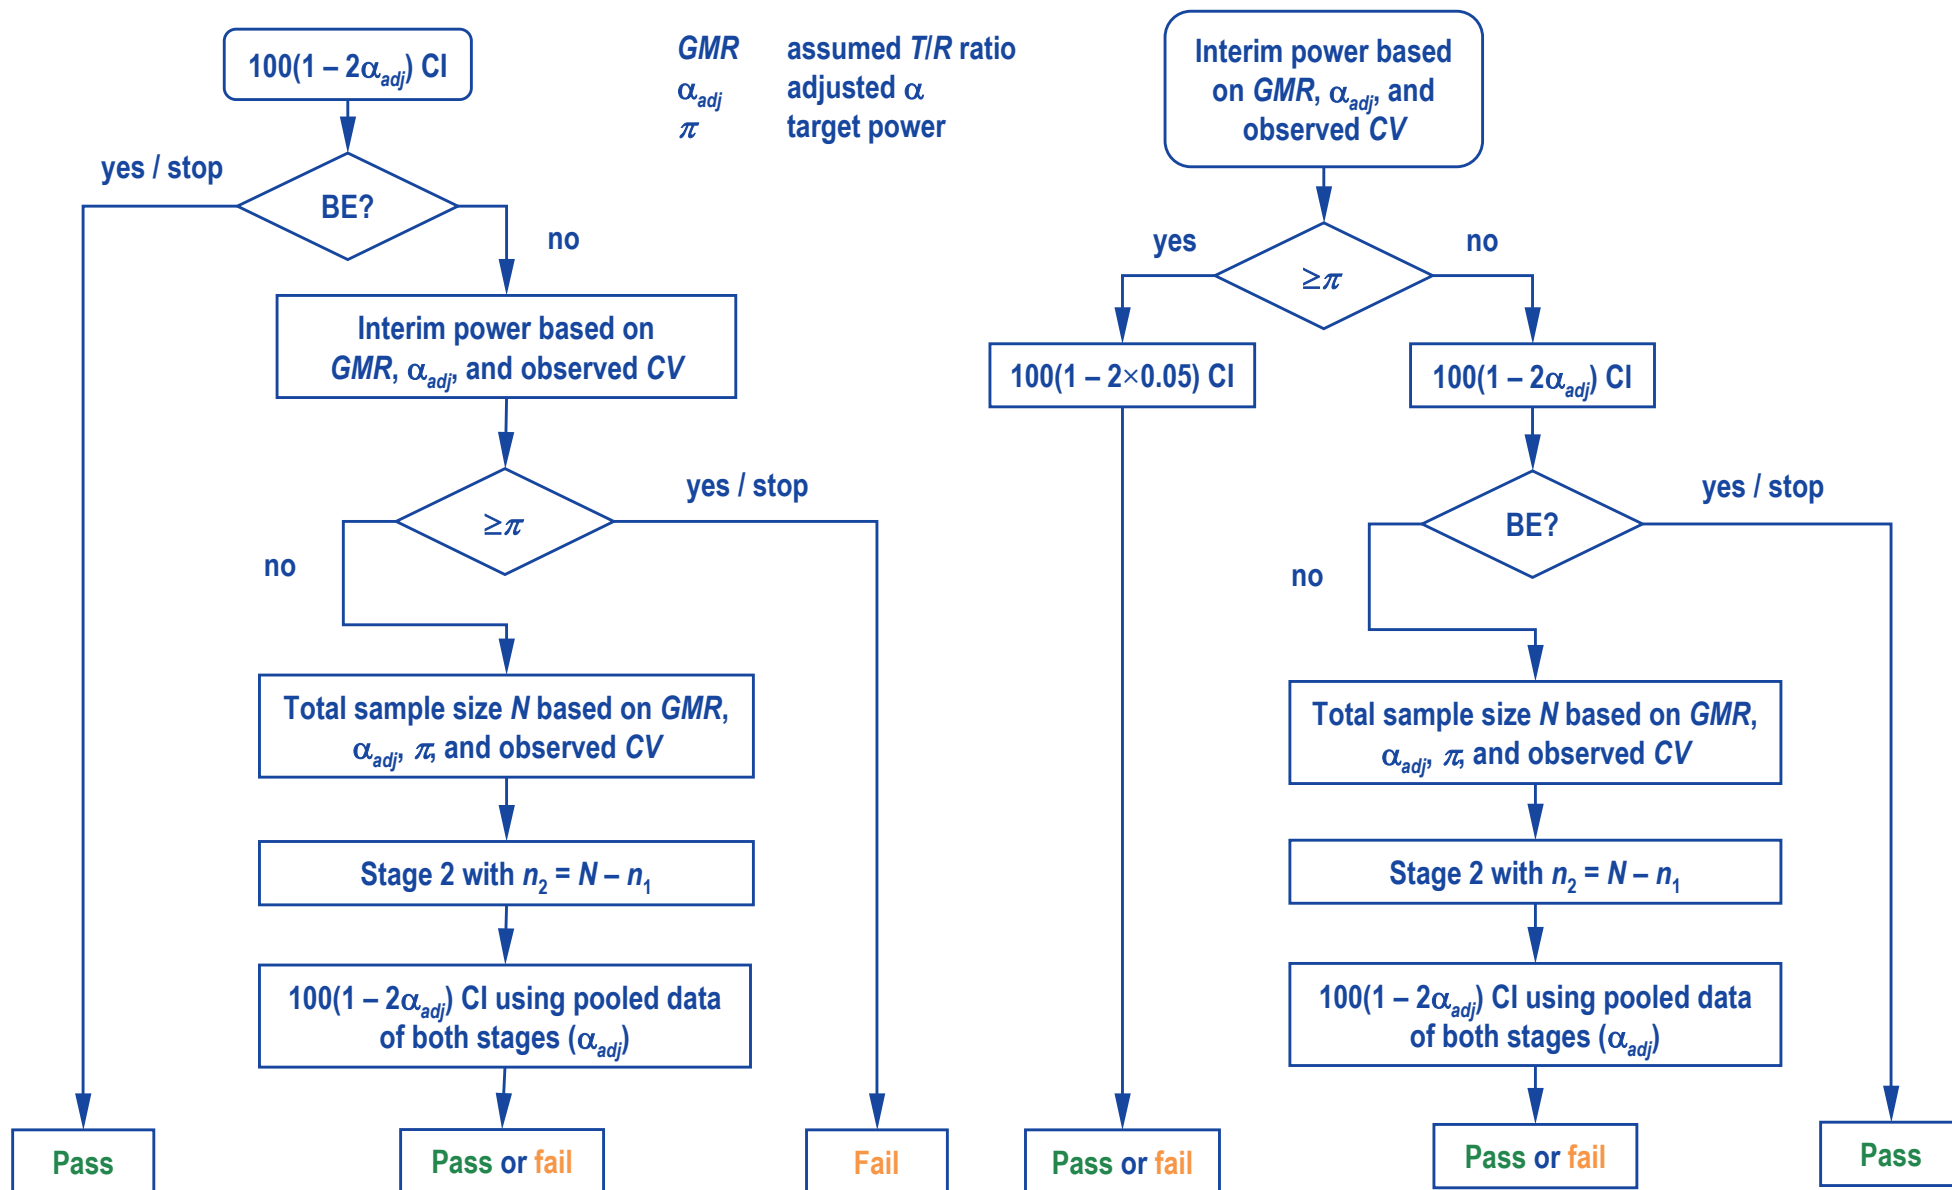 100(1 – 2αadj) CI
BE?
yes / stop
no
Interim power based on
GMR, αadj, and observed CV
≥π
yes / stop
no
Total sample size N based on GMR,
αadj, π, and observed CV
Stage 2 with n2 = N – n1
100(1 – 2αadj) CI using pooled data
of both stages (αadj)
Pass
Pass or fail
Fail
GMR assumed T/R ratio
αadj adjusted α
π target power
Interim power based
on GMR, αadj, and
observed CV
≥π
yes
no
100(1 – 2×0.05) CI
100(1 – 2αadj) CI
BE?
yes / stop
no
Total sample size N based on GMR,
αadj, π, and observed CV
Stage 2 with n2 = N – n1
100(1 – 2αadj) CI using pooled data
of both stages (αadj)
Pass or fail
Pass or fail
Pass